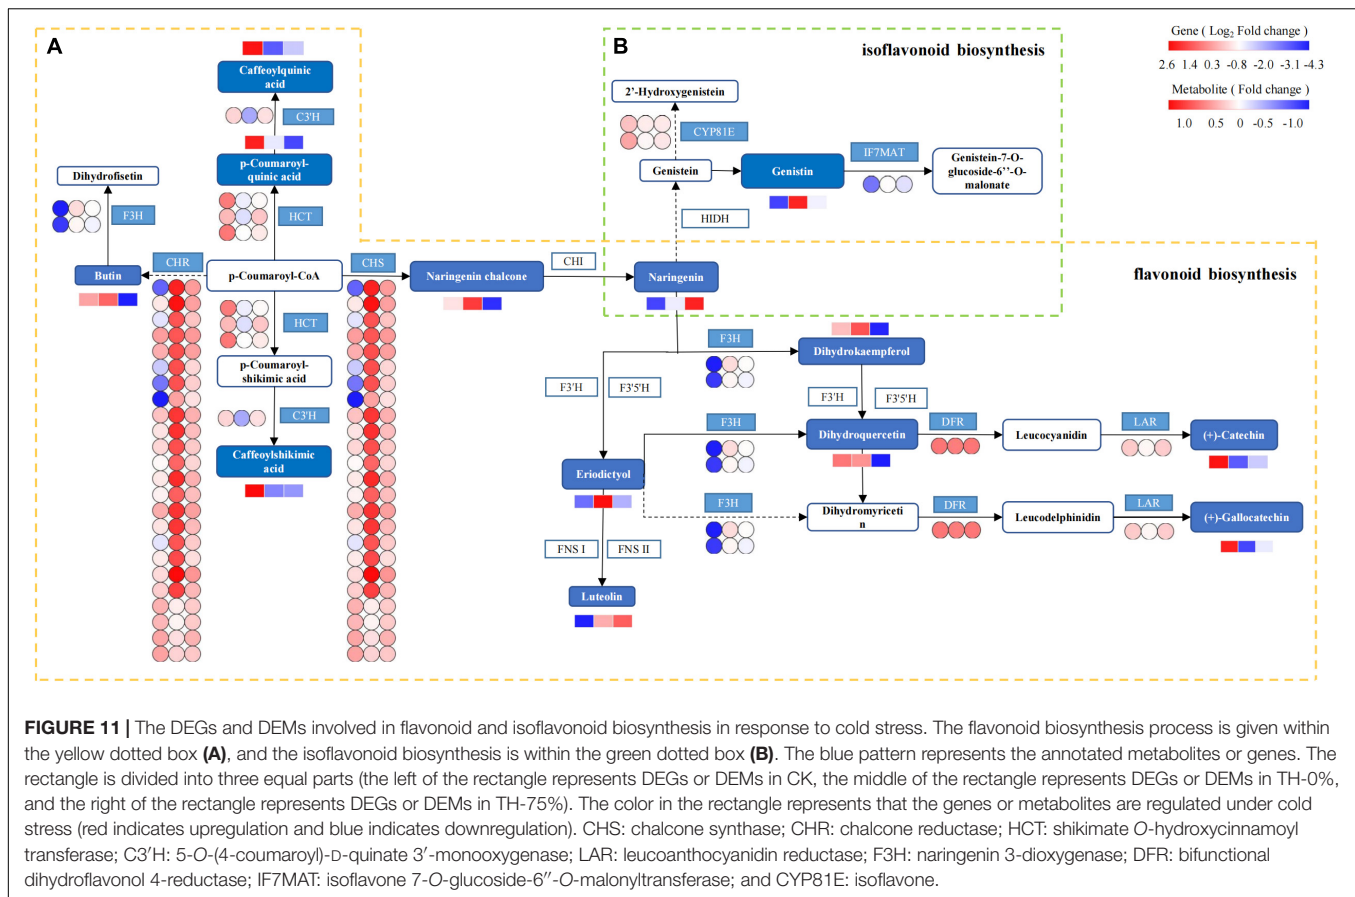 A
B
isoflavonoid biosynthesis
Gene ( Log2 Fold change )
2.6 1.4 0.3 -0.8 -2.0 -3.1 -4.3
Metabolite ( Fold change )
1.0 0.5 0 -0.5 -1.0
Caffeoylquinic
acid
C3'H
p-Coumaroyl-
quinic acid
HCT
Dihydrofisetin
F3H
Butin
CHR
p-Coumaroyl-CoA
CHS
Naringenin chalcone
CHI
Naringenin
2'-Hydroxygenistein
CYP81E
Genistein
Genistin
IF7MAT
Genistein-7-O-
glucoside-6''-O-
malonate
HIDH
flavonoid biosynthesis
HCT
p-Coumaroyl-
shikimic acid
C3'H
Caffeoylshikimic
acid
F3H
Dihydrokaempferol
F3'H
F3'5'H
F3'H
F3'5'H
F3H
Dihydroquercetin
DFR
Leucocyanidin
LAR
(+)-Catechin
Eriodictyol
F3H
Dihydromyriceti
n
DFR
Leucodelphinidin
LAR
(+)-Gallocatechin
FNS I
FNS II
Luteolin
FIGURE 11 | The DEGs and DEMs involved in flavonoid and isoflavonoid biosynthesis in response to cold stress. The flavonoid biosynthesis process is given within
the yellow dotted box (A), and the isoflavonoid biosynthesis is within the green dotted box (B). The blue pattern represents the annotated metabolites or genes. The
rectangle is divided into three equal parts (the left of the rectangle represents DEGs or DEMs in CK, the middle of the rectangle represents DEGs or DEMs in TH-0%,
and the right of the rectangle represents DEGs or DEMs in TH-75%). The color in the rectangle represents that the genes or metabolites are regulated under cold
stress (red indicates upregulation and blue indicates downregulation). CHS: chalcone synthase; CHR: chalcone reductase; HCT: shikimate O-hydroxycinnamoyl
transferase; C3′H: 5-O-(4-coumaroyl)-D-quinate 3′-monooxygenase; LAR: leucoanthocyanidin reductase; F3H: naringenin 3-dioxygenase; DFR: bifunctional
dihydroflavonol 4-reductase; IF7MAT: isoflavone 7-O-glucoside-6″-O-malonyltransferase; and CYP81E: isoflavone.